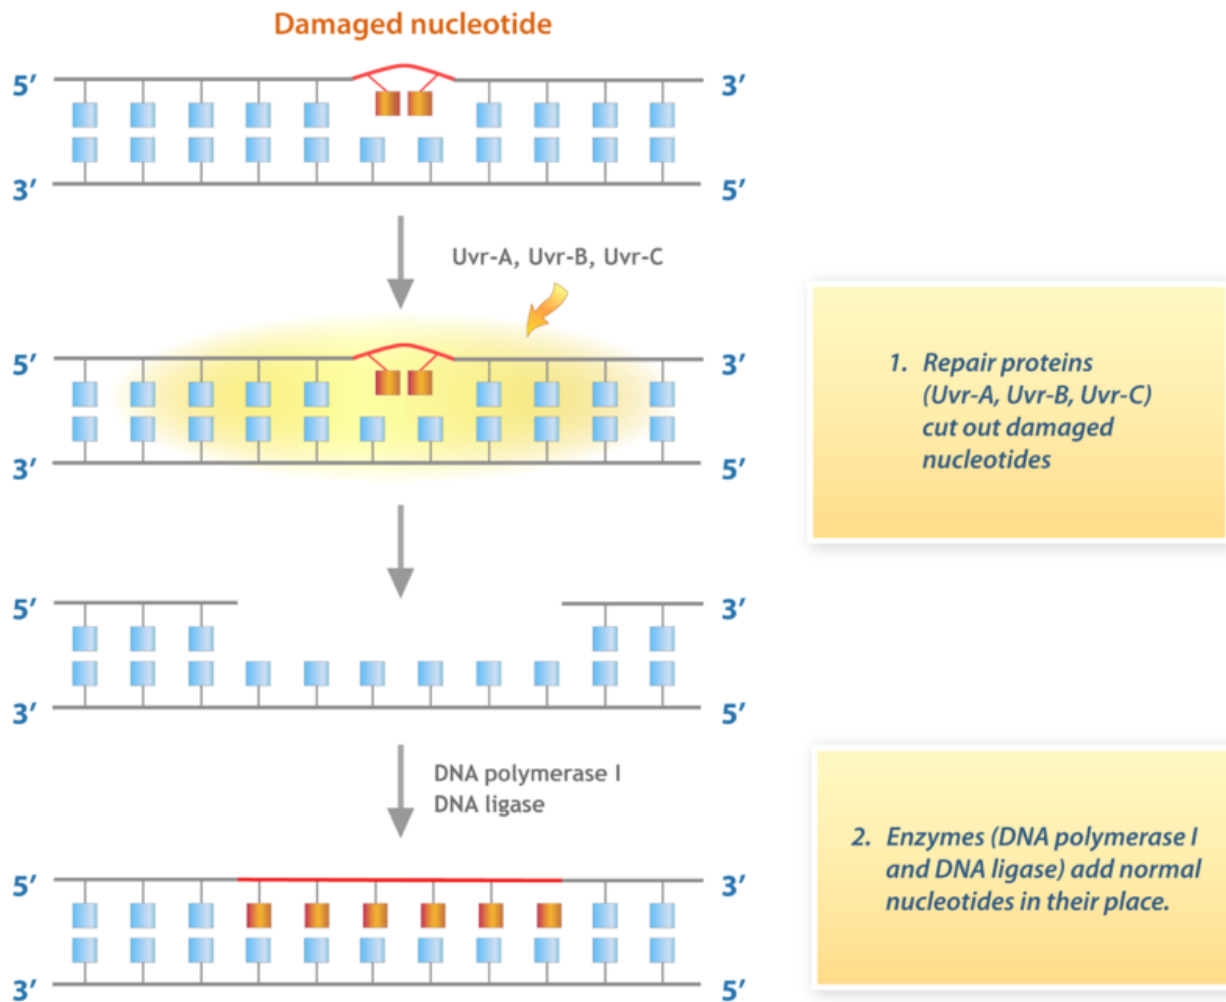 Damaged nucleotide
5′ 3′
3′ 5′
Uvr-A, Uvr-B, Uvr-C
5′ 3′
3′ 5′
1. Repair proteins
(Uvr-A, Uvr-B, Uvr-C)
cut out damaged
nucleotides
5′ 3′
3′ 5′
DNA polymerase I
DNA ligase
2. Enzymes (DNA polymerase I
and DNA ligase) add normal
nucleotides in their place.
5′ 3′
3′ 5′